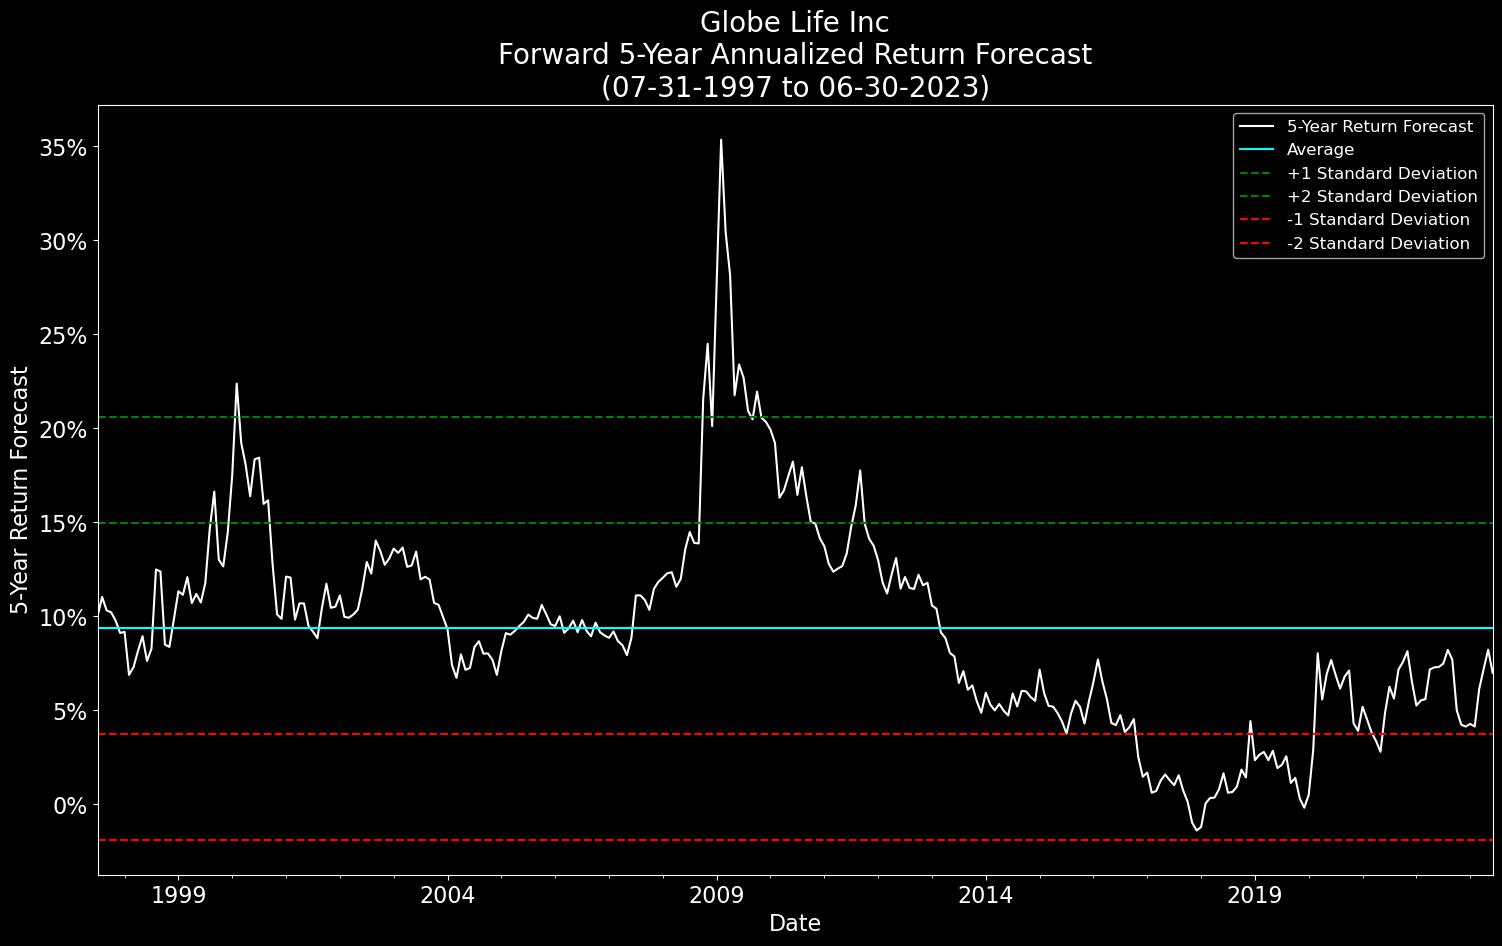 Globe Life Inc
Forward 5-Year Annualized Return Forecast
(07-31-1997 to 06-30-2023)
5-Year Return Forecast
Average
+1 Standard Deviation
+2 Standard Deviation
-1 Standard Deviation
-2 Standard Deviation
5-Year Return Forecast
35%
30%
25%
20%
15%
10%
5%
0%
1999 2004 2009 2014 2019
Date